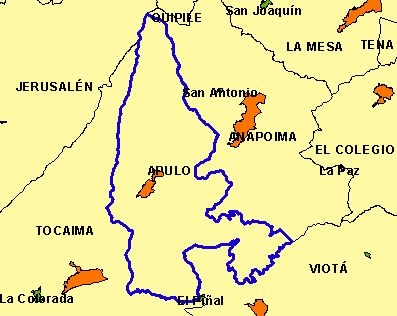 QUIPILE
San Joaquín
LA MESA
TENA
JERUSALÉN
San Antonio
ANAPOIMA
EL COLEGIO
La Paz
APULO
TOCAIMA
VIOTÁ
La Colorada
El Piñal